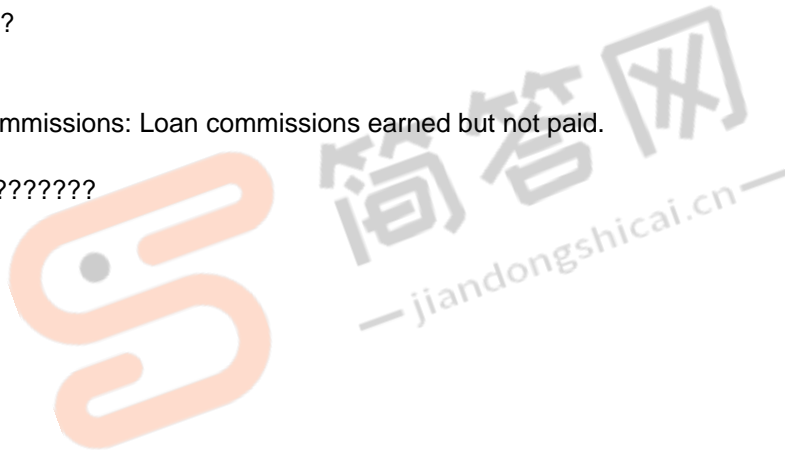 ?
mmissions: Loan commissions earned but not paid.
???????
简答网
jiandongshicai.cn